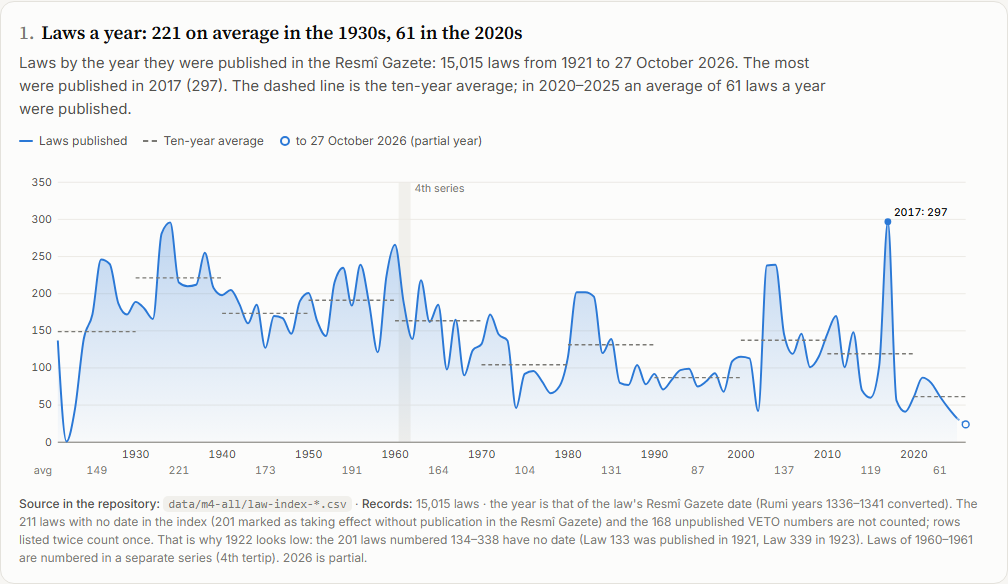 1. Laws a year: 221 on average in the 1930s, 61 in the 2020s
Laws by the year they were published in the Resmî Gazete: 15,015 laws from 1921 to 27 October 2026. The most
were published in 2017 (297). The dashed line is the ten-year average; in 2020–2025 an average of 61 laws a year
were published.
Laws published Ten-year average to 27 October 2026 (partial year)
350
4th series
300
2017: 297
250
200
150
100
50
0
1930 1940 1950 1960 1970 1980 1990 2000 2010 2020
avg 149 221 173 191 164 104 131 87 137 119 61
Source in the repository: data/m4-all/law-index-*.csv · Records: 15,015 laws · the year is that of the law's Resmî Gazete date (Rumi years 1336–1341 converted). The
211 laws with no date in the index (201 marked as taking effect without publication in the Resmî Gazete) and the 168 unpublished VETO numbers are not counted; rows
listed twice count once. That is why 1922 looks low: the 201 laws numbered 134–338 have no date (Law 133 was published in 1921, Law 339 in 1923). Laws of 1960–1961
are numbered in a separate series (4th tertip). 2026 is partial.